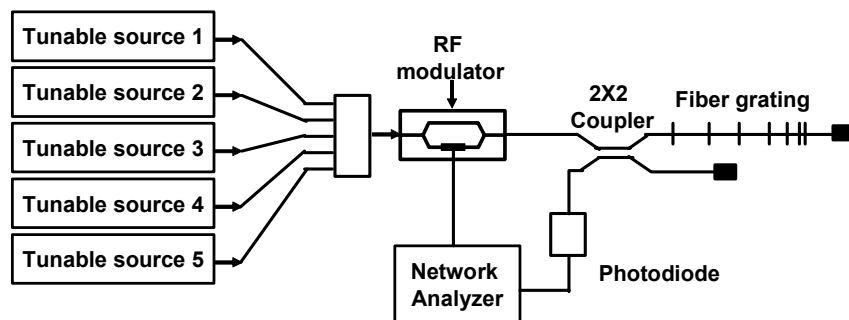 Tunable source 1
Tunable source 2
Tunable source 3
Tunable source 4
Tunable source 5
RF
modulator
2X2
Coupler
Fiber grating
Network
Analyzer
Photodiode